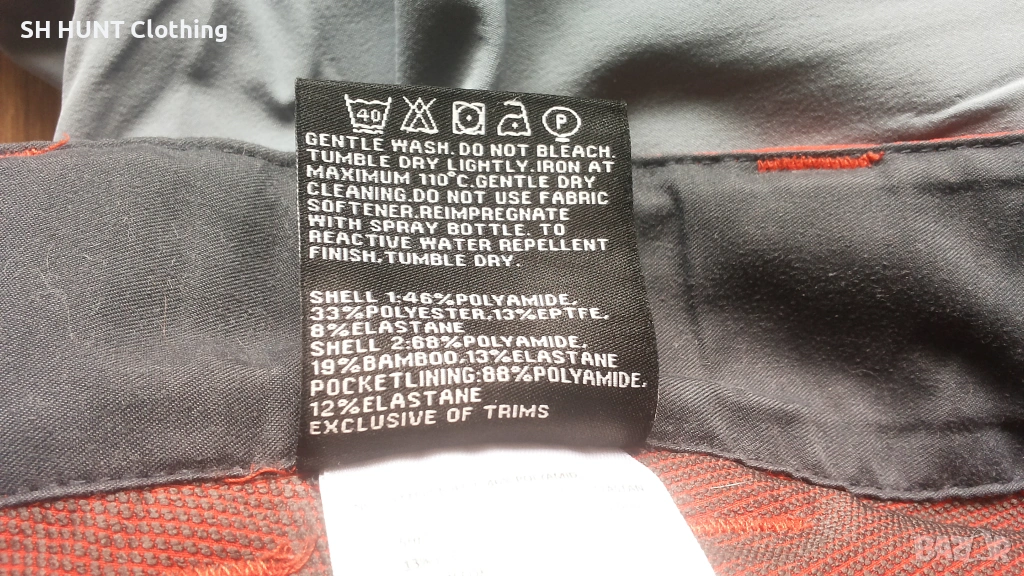 SH HUNT Clothing
40
P
GENTLE WASH.DO NOT BLEACH.
TUMBLE DRY LIGHTLY.IRON AT
MAXIMUM 110°C.GENTLE DRY
CLEANING.DO NOT USE FABRIC
SOFTENER.REIMPREGNATE
WITH SPRAY BOTTLE. TO
REACTIVE WATER REPELLENT
FINISH,TUMBLE DRY.
SHELL 1:46%POLYAMIDE,
33%POLYESTER,13%EPTFE,
8%ELASTANE
SHELL 2:68%POLYAMIDE,
19%BAMBOO,13%ELASTANE
POCKETLINING:88%POLYAMIDE,
12%ELASTANE
EXCLUSIVE OF TRIMS